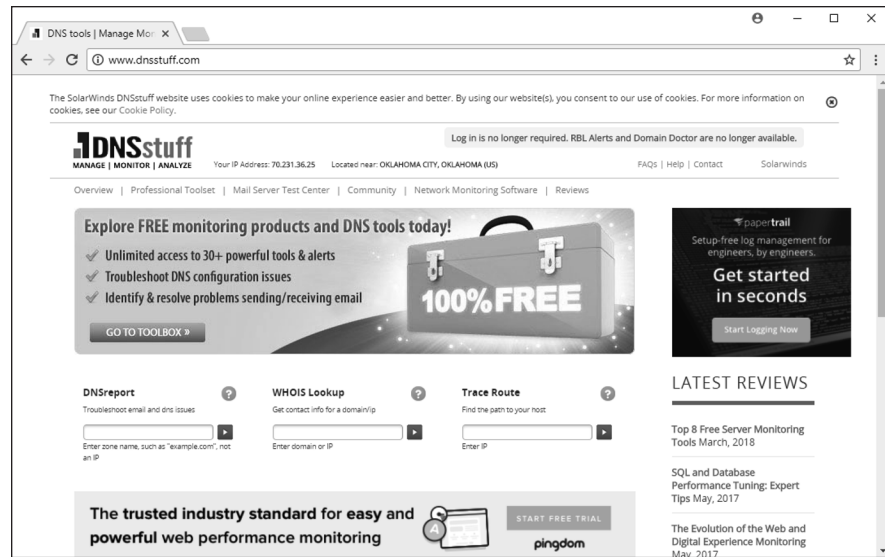 DNS tools | Manage Mor
www.dnsstuff.com
The SolarWinds DNSstuff website uses cookies to make your online experience easier and better. By using our website(s), you consent to our use of cookies. For more information on
cookies, see our Cookie Policy.
Log in is no longer required. RBL Alerts and Domain Doctor are no longer available.
DNSstuff
MANAGE | MONITOR | ANALYZE
Your IP Address: 70.231.36.25 Located near: OKLAHOMA CITY, OKLAHOMA (US)
FAQs | Help | Contact Solarwinds
Overview | Professional Toolset | Mail Server Test Center | Community | Network Monitoring Software | Reviews
Explore FREE monitoring products and DNS tools today!
Unlimited access to 30+ powerful tools & alerts
Troubleshoot DNS configuration issues
Identify & resolve problems sending/receiving email
GO TO TOOLBOX »
100% FREE
papertrail
Setup-free log management for
engineers, by engineers.
Get started
in seconds
Start Logging Now
DNSreport ?
Troubleshoot email and dns issues
Enter zone name, such as "example.com", not
an IP
WHOIS Lookup ?
Get contact info for a domain/ip
Enter domain or IP
Trace Route ?
Find the path to your host
Enter IP
LATEST REVIEWS
Top 8 Free Server Monitoring
Tools March, 2018
SQL and Database
Performance Tuning: Expert
Tips May, 2017
The Evolution of the Web and
Digital Experience Monitoring
May, 2017
The trusted industry standard for easy and
powerful web performance monitoring
A
START FREE TRIAL
pingdom